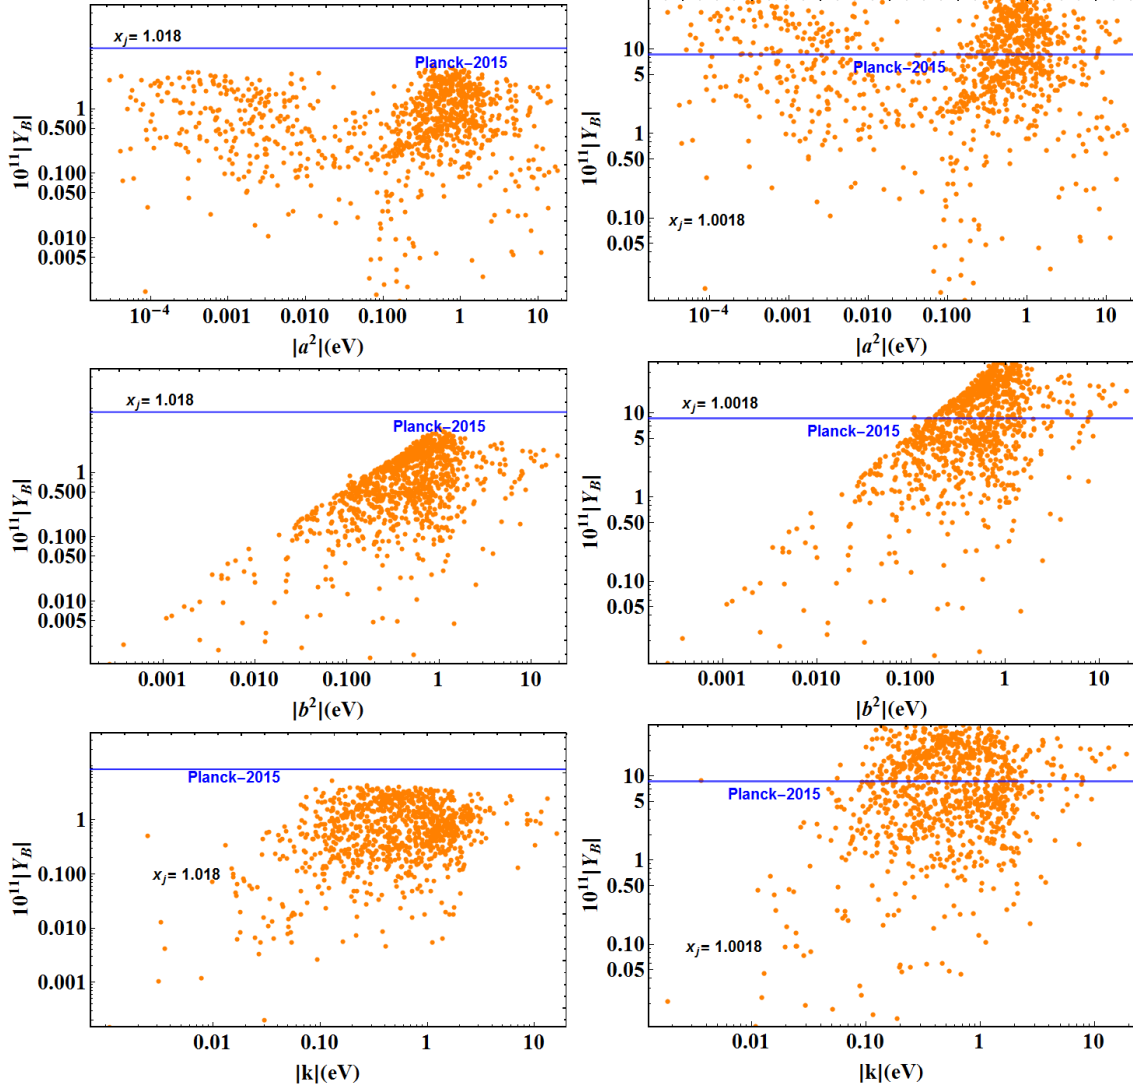 x_j = 1.018
Planck−2015
10^11|Y_B|
1
0.500
0.100
0.050
0.010
0.005
10^−4 0.001 0.010 0.100 1 10
|a^2|(eV)
10
5
1
0.50
0.10
0.05
10^11|Y_B|
Planck−2015
x_j = 1.0018
10^−4 0.001 0.010 0.100 1 10
|a^2|(eV)
x_j = 1.018
Planck−2015
10^11|Y_B|
1
0.500
0.100
0.050
0.010
0.005
0.001 0.010 0.100 1 10
|b^2|(eV)
x_j = 1.0018
Planck−2015
10^11|Y_B|
10
5
1
0.50
0.10
0.05
0.001 0.010 0.100 1 10
|b^2|(eV)
Planck−2015
x_j = 1.018
10^11|Y_B|
1
0.100
0.010
0.001
0.01 0.10 1 10
|k|(eV)
Planck−2015
x_j = 1.0018
10^11|Y_B|
10
5
1
0.50
0.10
0.05
0.01 0.10 1 10
|k|(eV)